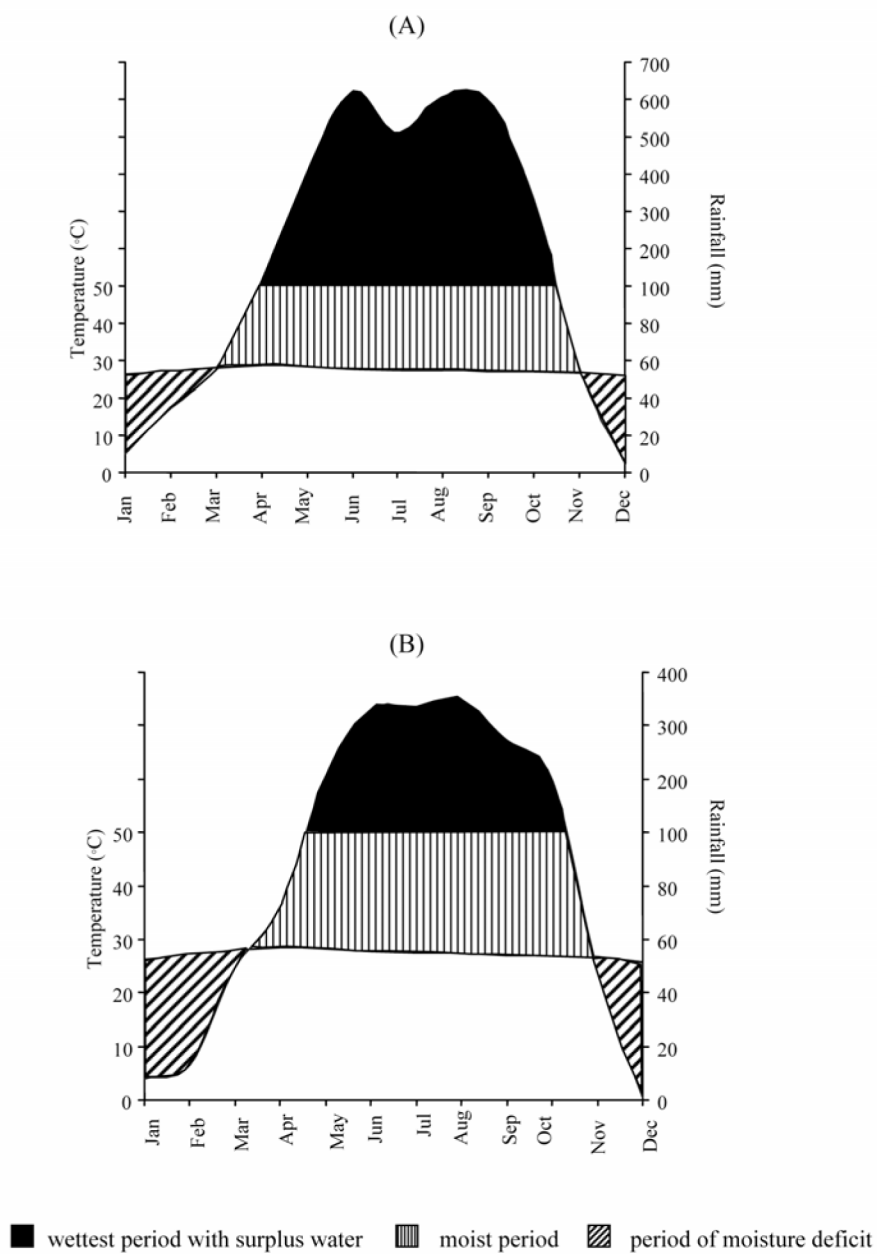 (A)
Temperature (°C)
50
40
30
20
10
0
700
600
500
400
300
200
100
80
60
40
20
0
Rainfall (mm)
Jan
Feb
Mar
Apr
May
Jun
Jul
Aug
Sep
Oct
Nov
Dec
(B)
Temperature (°C)
50
40
30
20
10
0
400
300
200
100
80
60
40
20
0
Rainfall (mm)
Jan
Feb
Mar
Apr
May
Jun
Jul
Aug
Sep
Oct
Nov
Dec
wettest period with surplus water moist period period of moisture deficit